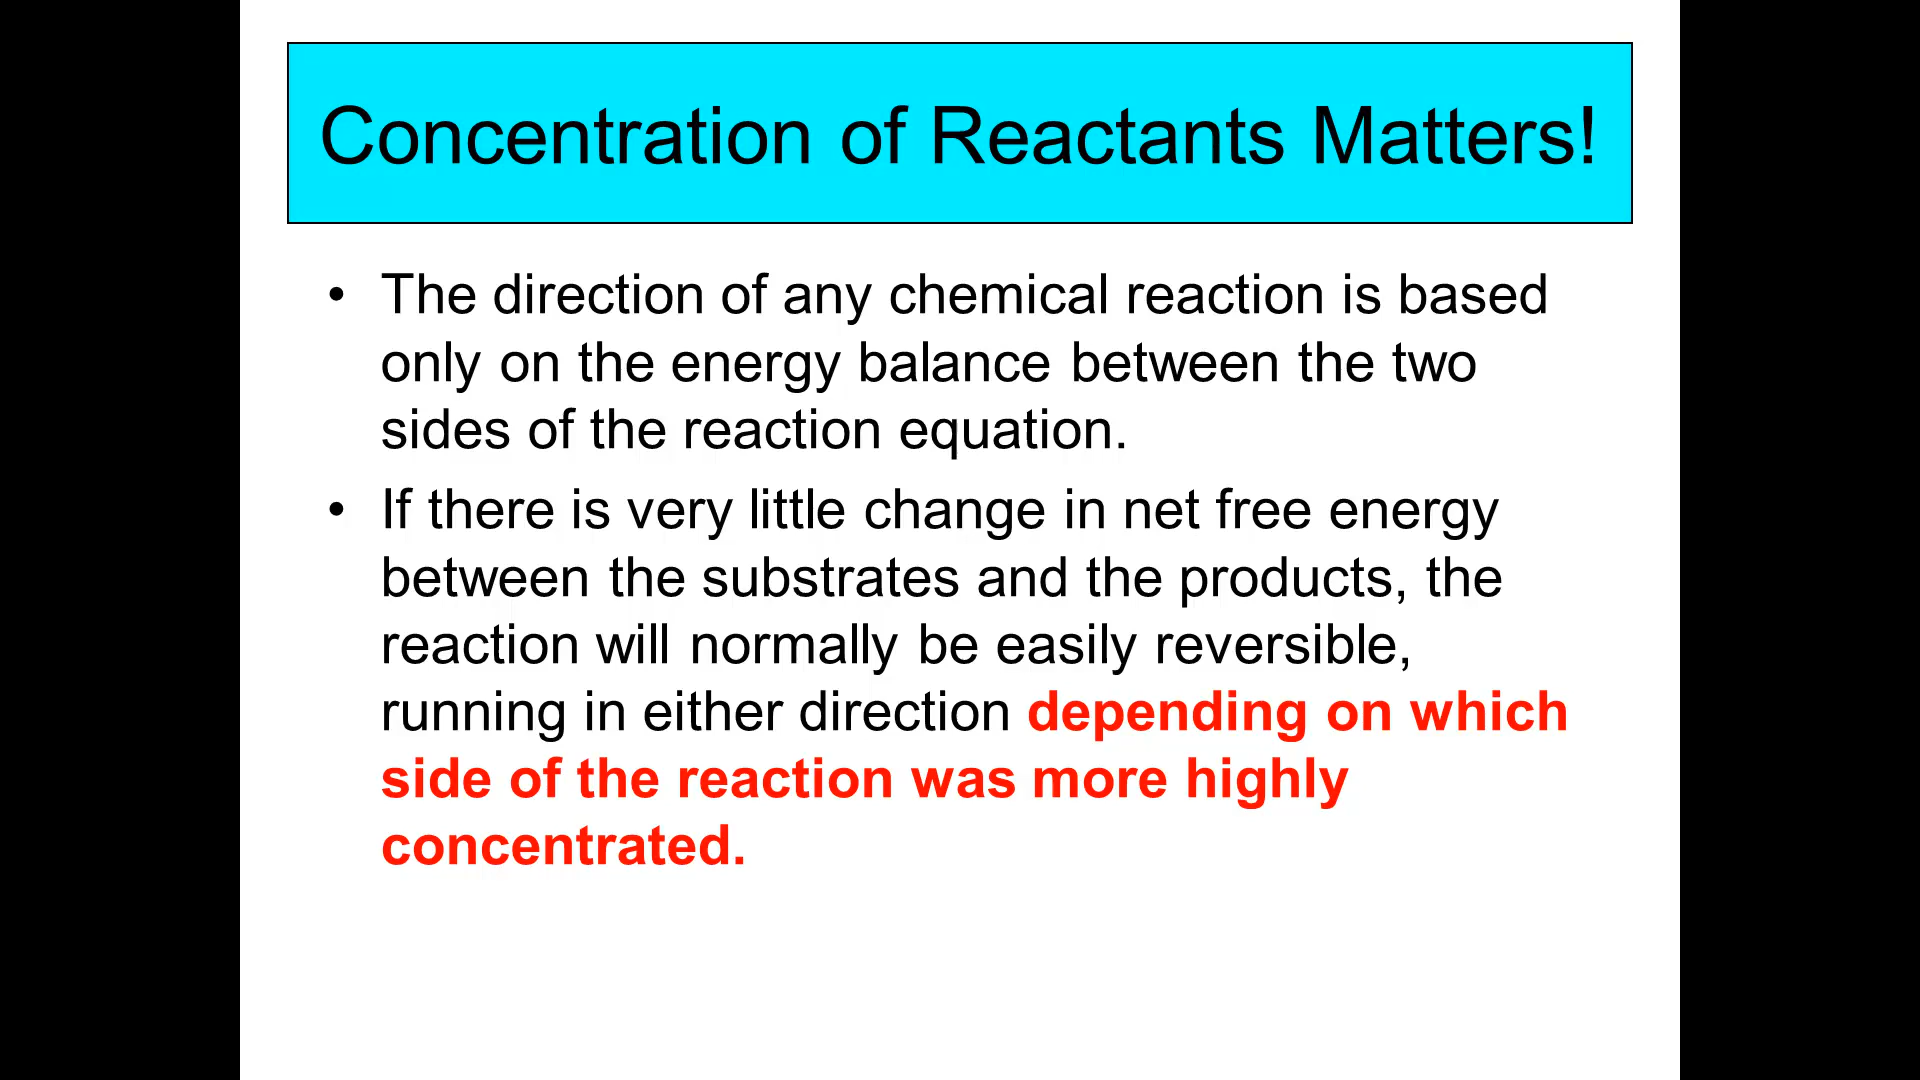 Concentration of Reactants Matters!
• The direction of any chemical reaction is based
only on the energy balance between the two
sides of the reaction equation.
• If there is very little change in net free energy
between the substrates and the products, the
reaction will normally be easily reversible,
running in either direction depending on which
side of the reaction was more highly
concentrated.